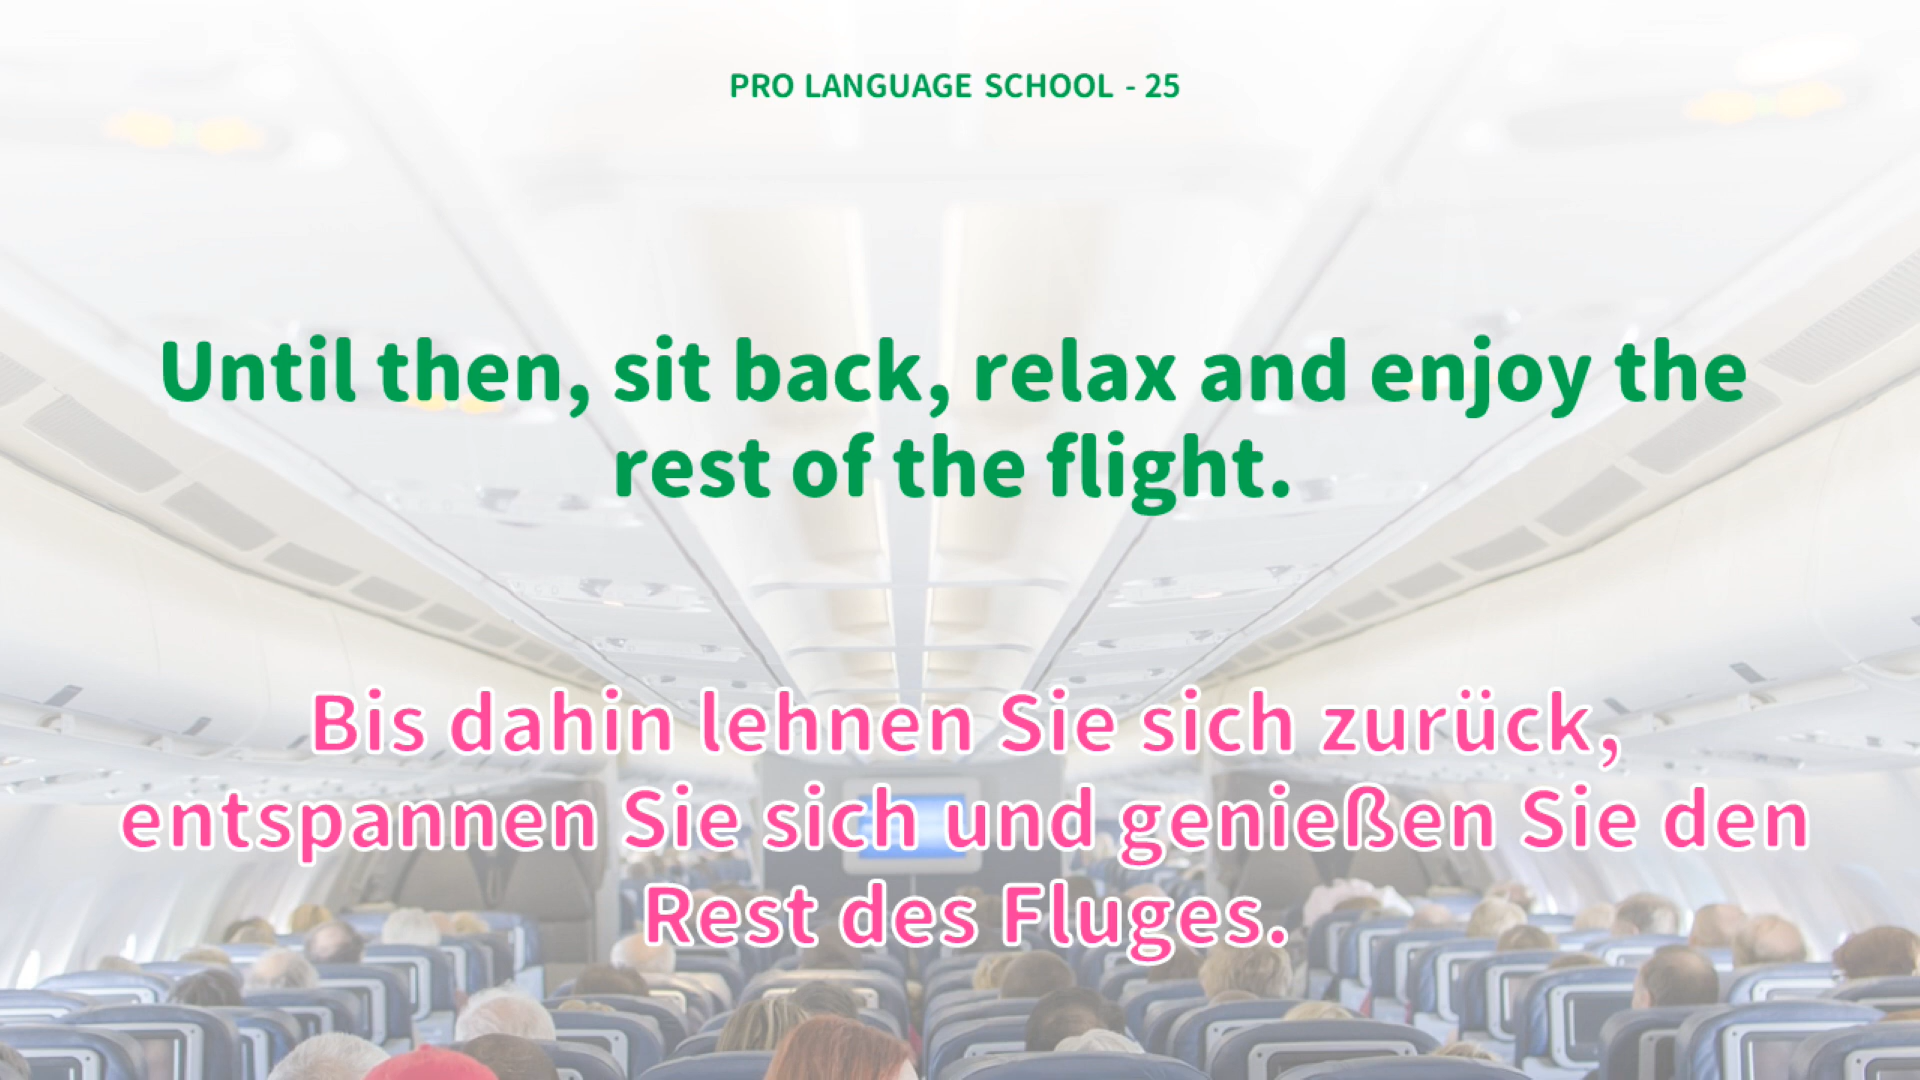 PRO LANGUAGE SCHOOL - 25
Until then, sit back, relax and enjoy the
rest of the flight.
Bis dahin lehnen Sie sich zurück,
entspannen Sie sich und genießen Sie den
Rest des Fluges.